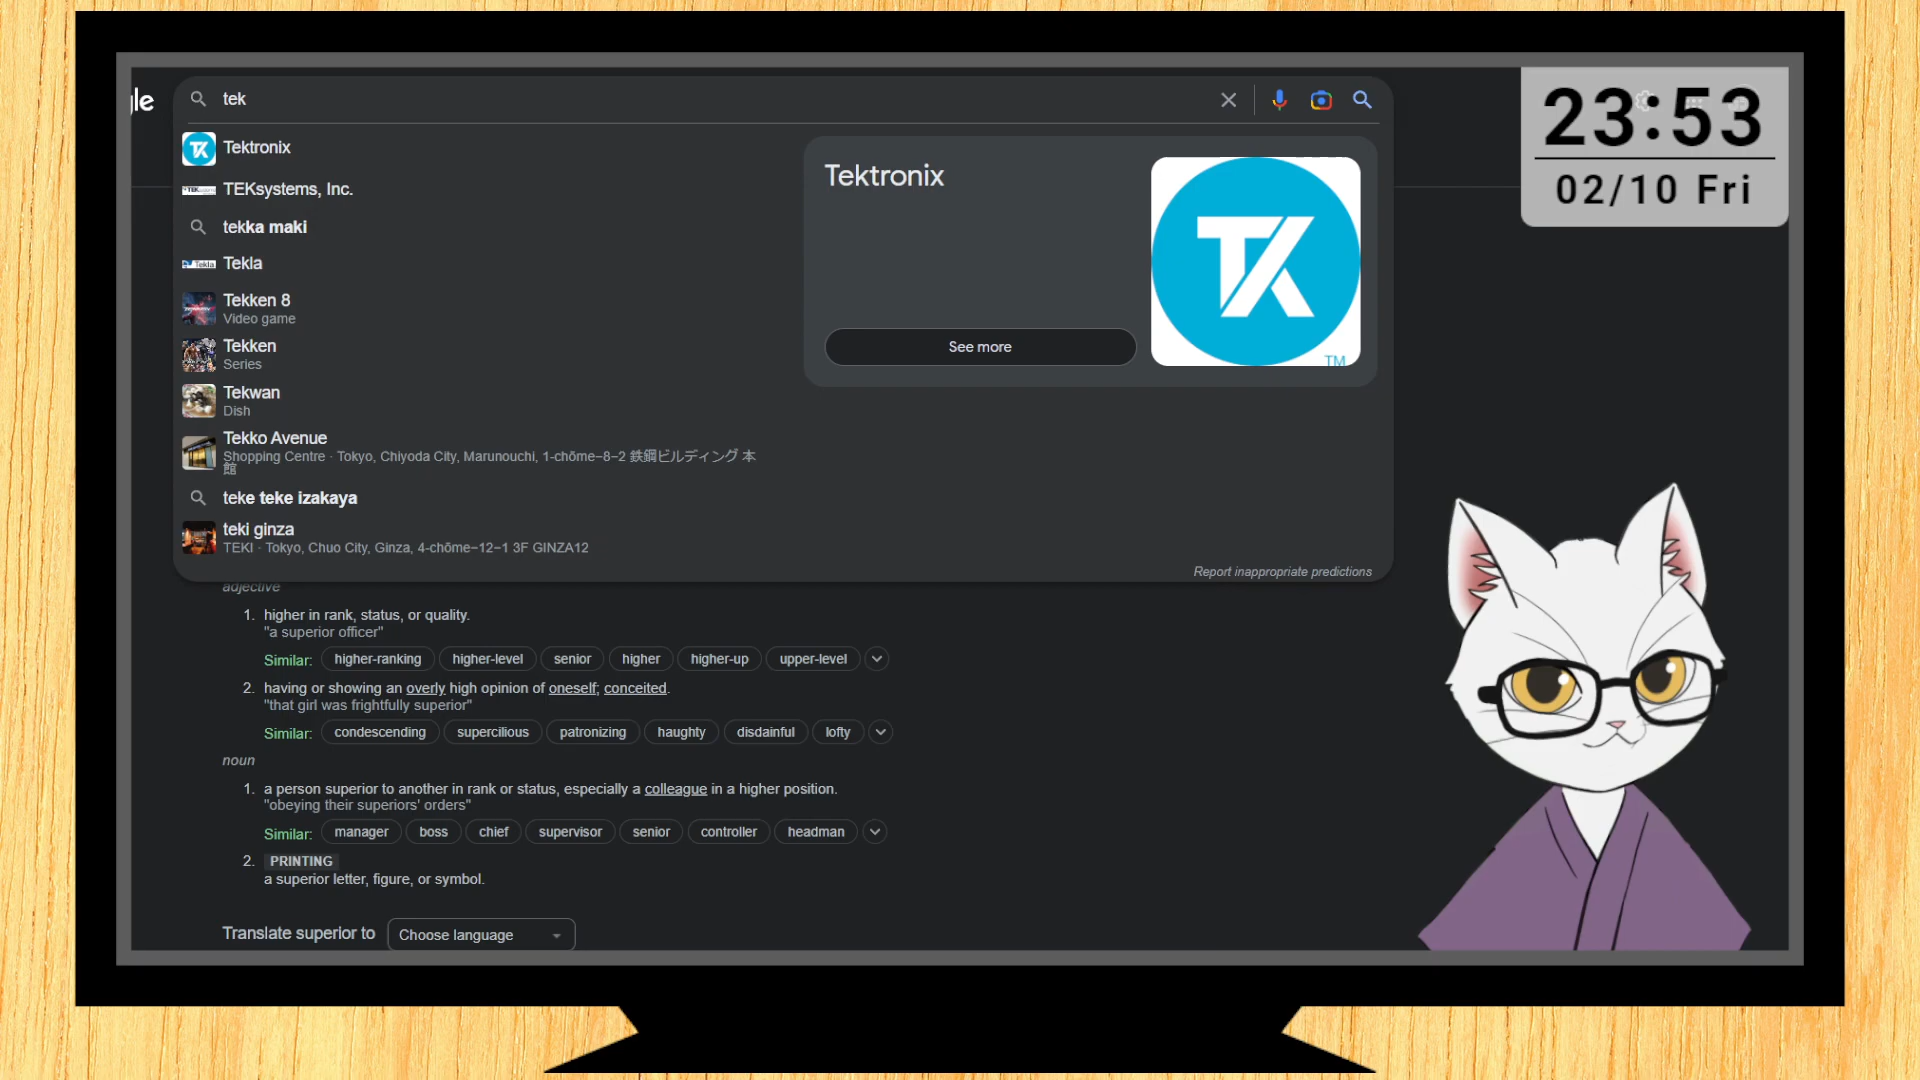 le
tek
23:53
02/10 Fri
Tektronix
TEKsystems, Inc.
tekka maki
Tekla
Tekken 8
Video game
Tekken
Series
Tekwan
Dish
Tekko Avenue
Shopping Centre · Tokyo, Chiyoda City, Marunouchi, 1-chōme−8−2 鉄鋼ビルディング 本
館
teke teke izakaya
teki ginza
TEKI · Tokyo, Chuo City, Ginza, 4-chōme−12−1 3F GINZA12
Tektronix
See more
TK
TM
Report inappropriate predictions
adjective
1. higher in rank, status, or quality.
"a superior officer"
Similar: higher-ranking higher-level senior higher higher-up upper-level
2. having or showing an overly high opinion of oneself; conceited.
"that girl was frightfully superior"
Similar: condescending supercilious patronizing haughty disdainful lofty
noun
1. a person superior to another in rank or status, especially a colleague in a higher position.
"obeying their superiors' orders"
Similar: manager boss chief supervisor senior controller headman
2. PRINTING
a superior letter, figure, or symbol.
Translate superior to Choose language